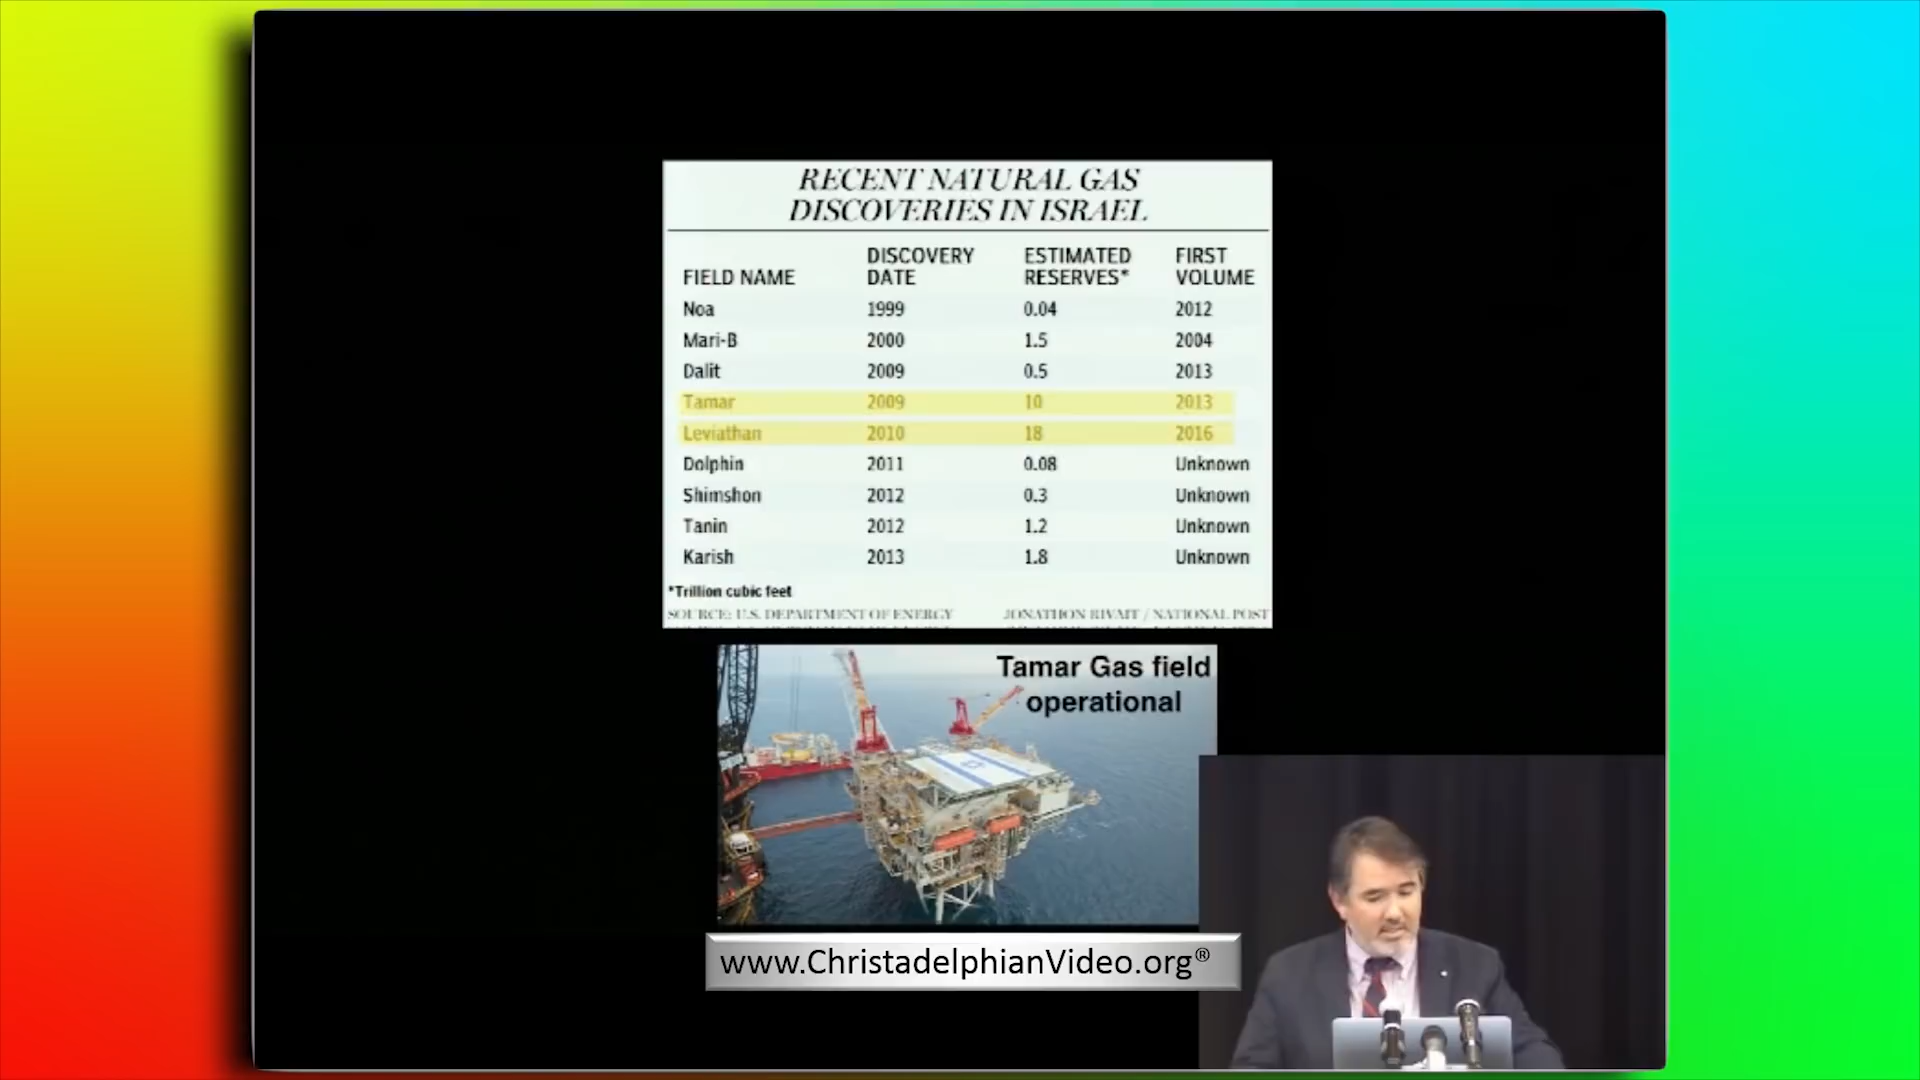 RECENT NATURAL GAS
DISCOVERIES IN ISRAEL
FIELD NAME DISCOVERY DATE ESTIMATED RESERVES* FIRST VOLUME
Noa 1999 0.04 2012
Mari-B 2000 1.5 2004
Dalit 2009 0.5 2013
Tamar 2009 10 2013
Leviathan 2010 18 2016
Dolphin 2011 0.08 Unknown
Shimshon 2012 0.3 Unknown
Tanin 2012 1.2 Unknown
Karish 2013 1.8 Unknown
*Trillion cubic feet
SOURCE: U.S. DEPARTMENT OF ENERGY JONATHON RIVAIT / NATIONAL POST
Tamar Gas field
operational
www.ChristadelphianVideo.org®